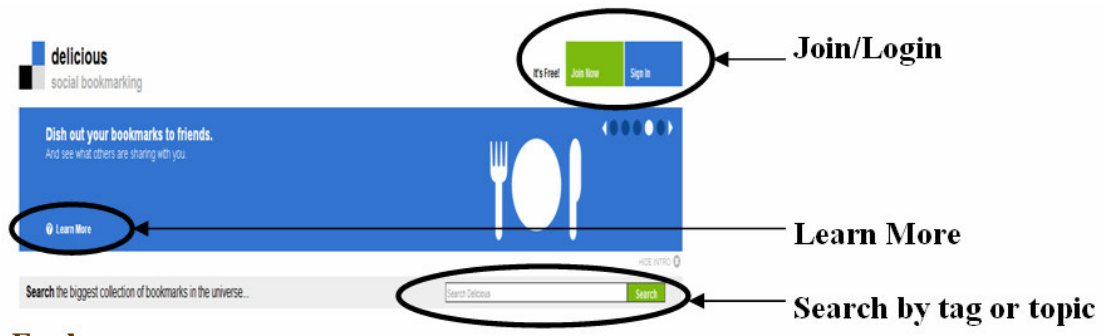 delicious
social bookmarking
It's Free!
Join Now
Sign In
Join/Login
Dish out your bookmarks to friends.
And see what others are sharing with you.
Learn More
Learn More
HIDE INTRO
Search the biggest collection of bookmarks in the universe...
Search Delicious
Search
Search by tag or topic